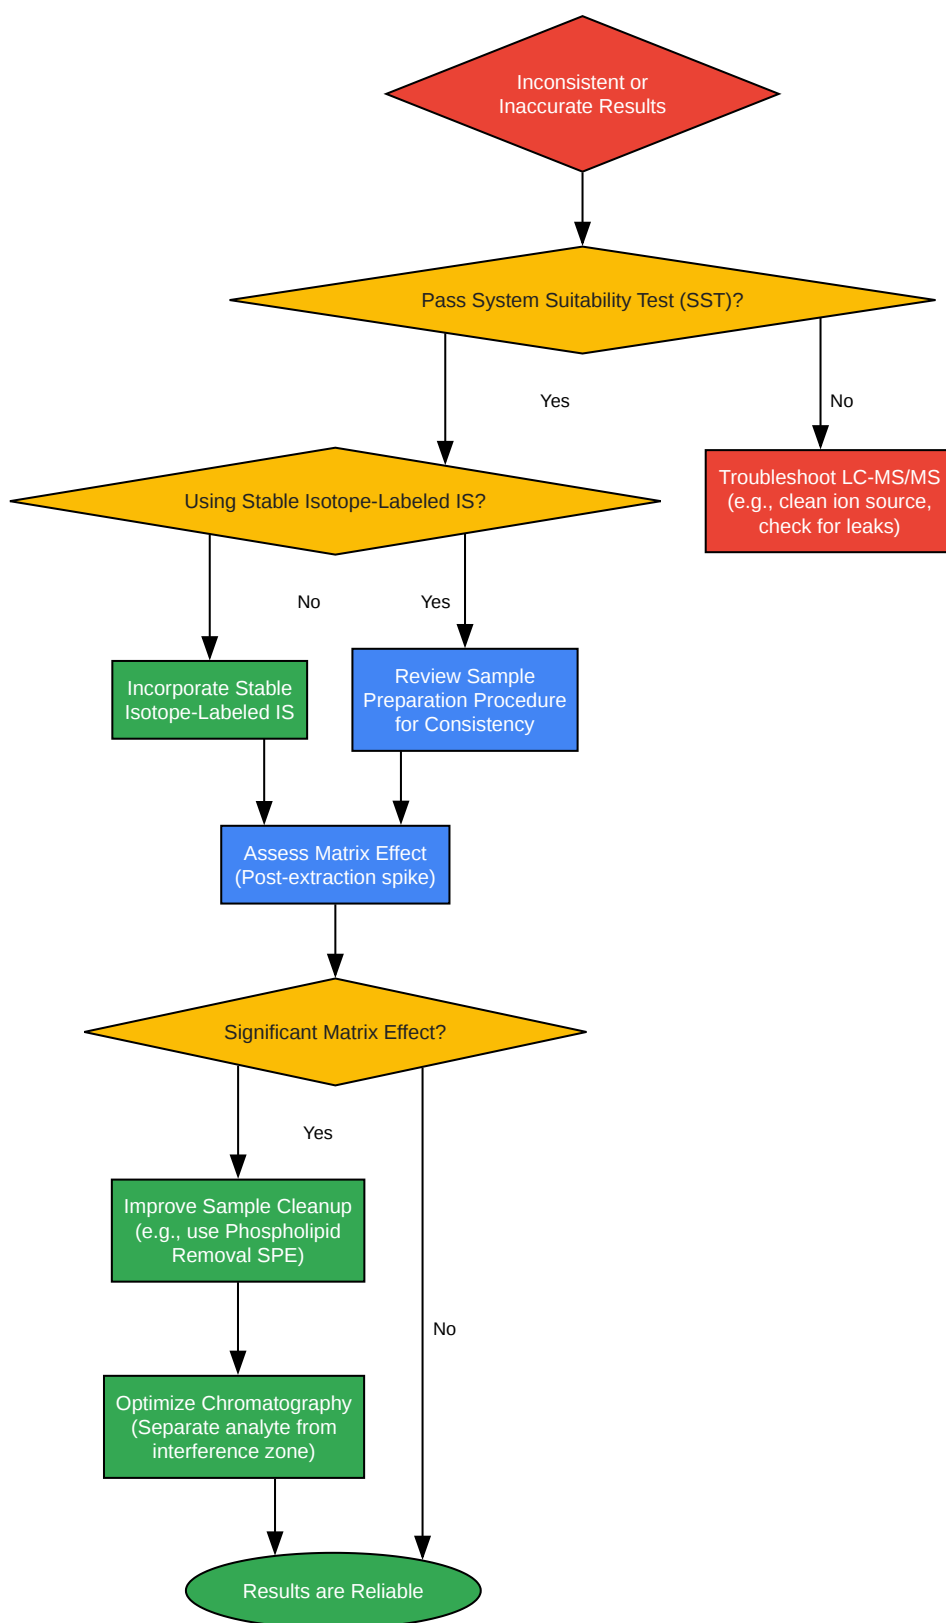 Inconsistent or
Inaccurate Results
Pass System Suitability Test (SST)?
Yes
No
Troubleshoot LC-MS/MS
(e.g., clean ion source,
check for leaks)
Using Stable Isotope-Labeled IS?
No
Yes
Incorporate Stable
Isotope-Labeled IS
Review Sample
Preparation Procedure
for Consistency
Assess Matrix Effect
(Post-extraction spike)
Significant Matrix Effect?
Yes
Improve Sample Cleanup
(e.g., use Phospholipid
Removal SPE)
No
Optimize Chromatography
(Separate analyte from
interference zone)
Results are Reliable